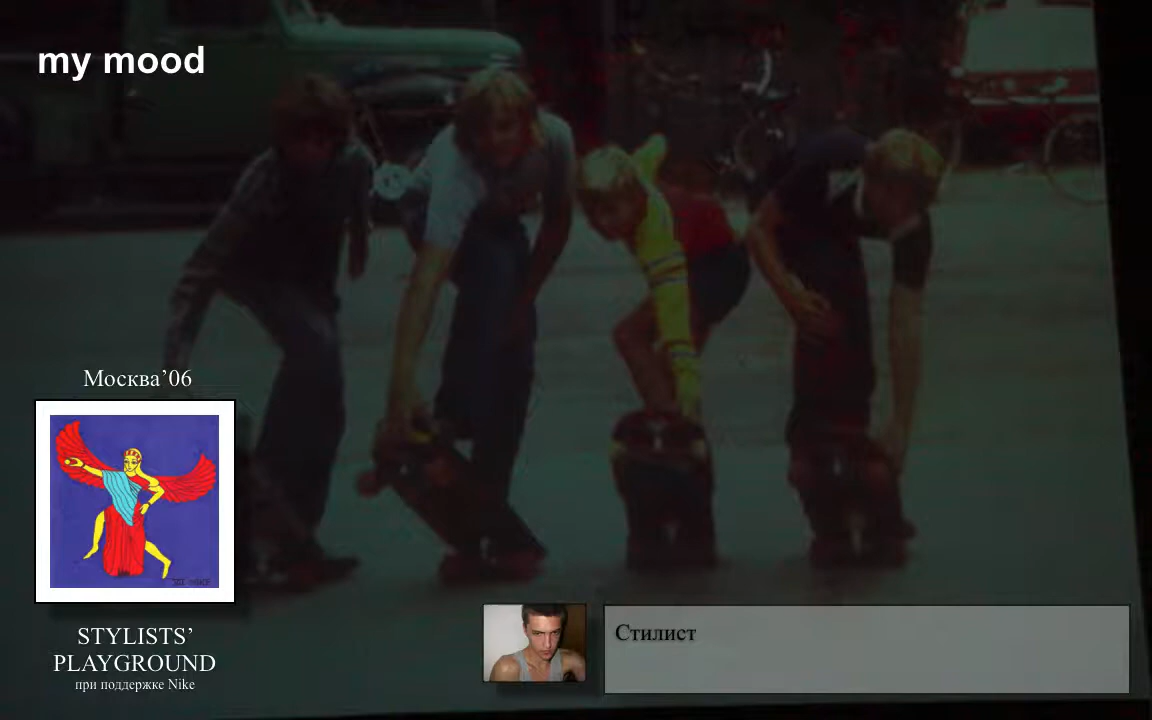 my mood
Москва’06
STYLISTS’
PLAYGROUND
при поддержке Nike
Стилист